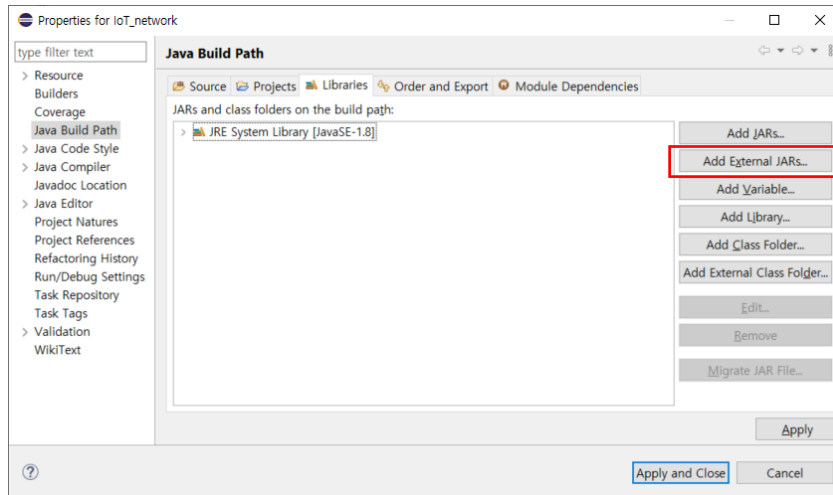 Properties for IoT_network
type filter text
Java Build Path
Resource
Builders
Coverage
Java Build Path
Java Code Style
Java Compiler
Javadoc Location
Java Editor
Project Natures
Project References
Refactoring History
Run/Debug Settings
Task Repository
Task Tags
Validation
WikiText
Source Projects Libraries Order and Export Module Dependencies
JARs and class folders on the build path:
JRE System Library [JavaSE-1.8]
Add JARs...
Add External JARs...
Add Variable...
Add Library...
Add Class Folder...
Add External Class Folder...
Edit...
Remove
Migrate JAR File...
Apply
Apply and Close Cancel